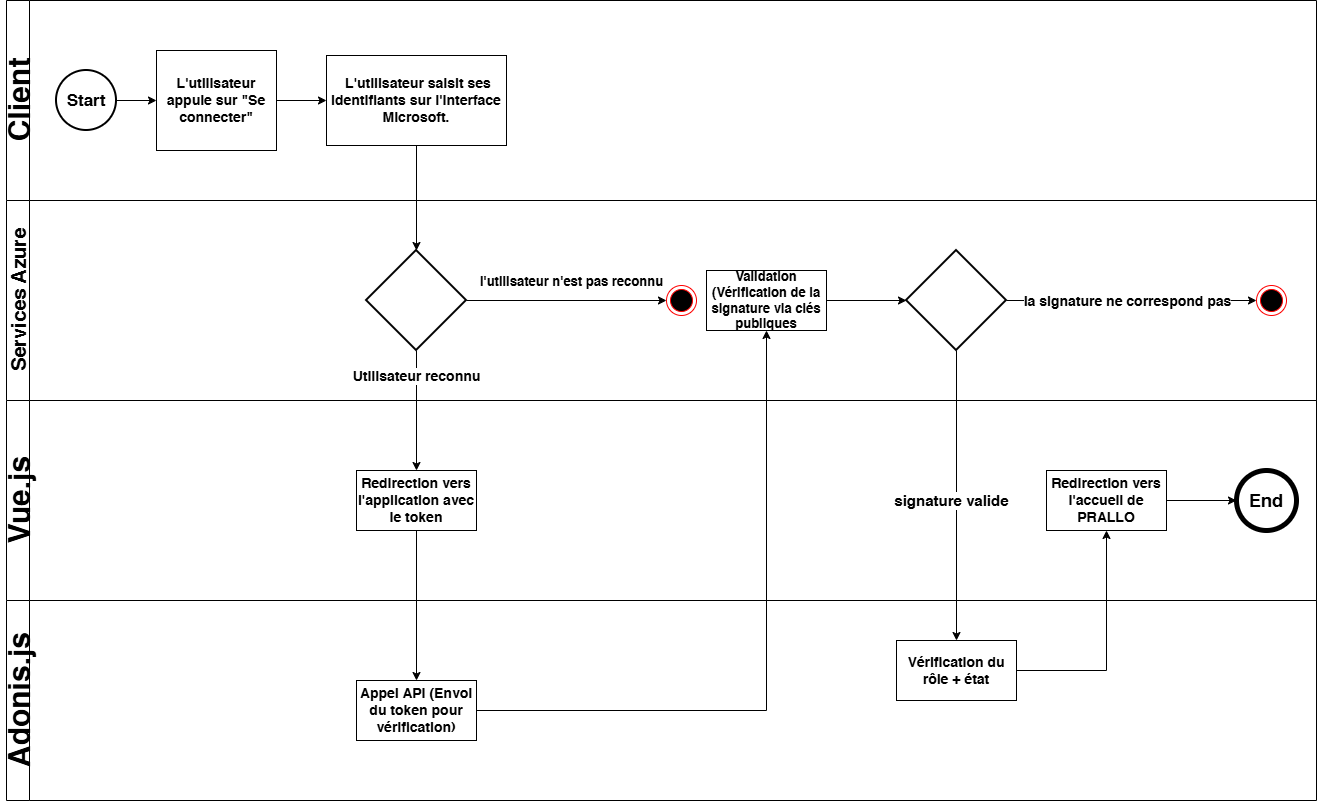 Client
Start
L'utilisateur
appuie sur "Se
connecter"
L'utilisateur saisit ses
identifiants sur l'interface
Microsoft.
Services Azure
l'utilisateur n'est pas reconnu
Utilisateur reconnu
Validation
(Vérification de la
signature via clés
publiques
la signature ne correspond pas
Vue.js
Redirection vers
l'application avec
le token
signature valide
Redirection vers
l'accueil de
PRALLO
End
Adonis.js
Appel API (Envoi
du token pour
vérification)
Vérification du
rôle + état